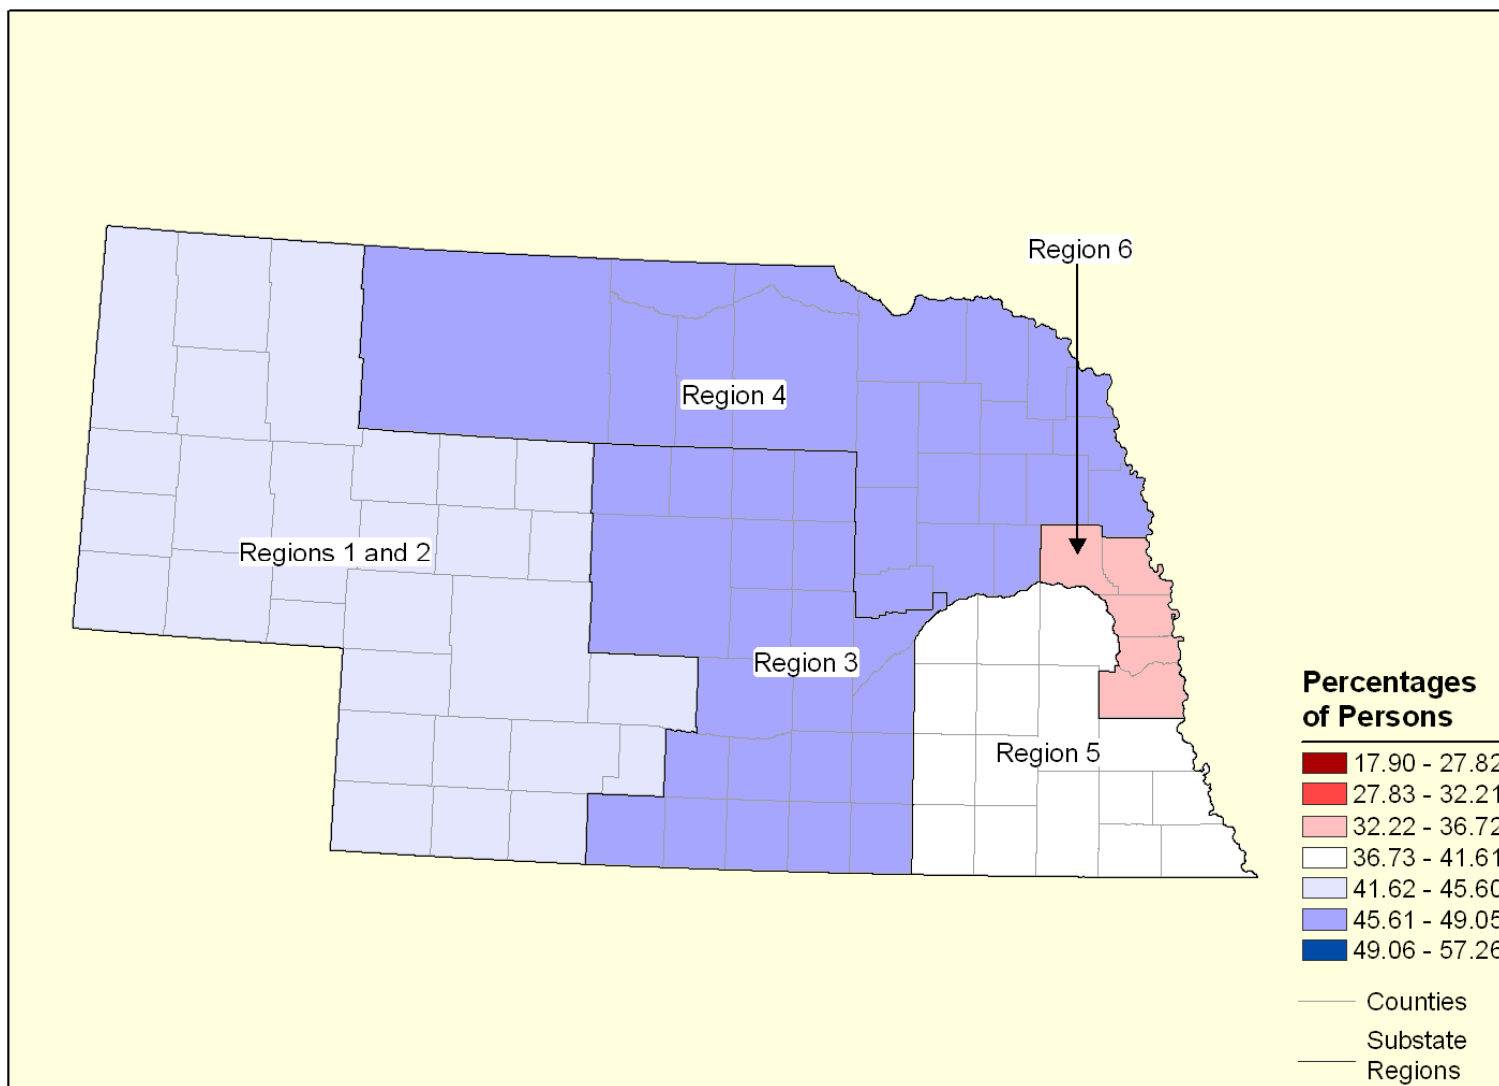 Region 6
Region 4
Regions 1 and 2
Region 3
Region 5
Percentages
of Persons
17.90 - 27.82
27.83 - 32.21
32.22 - 36.72
36.73 - 41.61
41.62 - 45.60
45.61 - 49.05
49.06 - 57.26
Counties
Substate
Regions